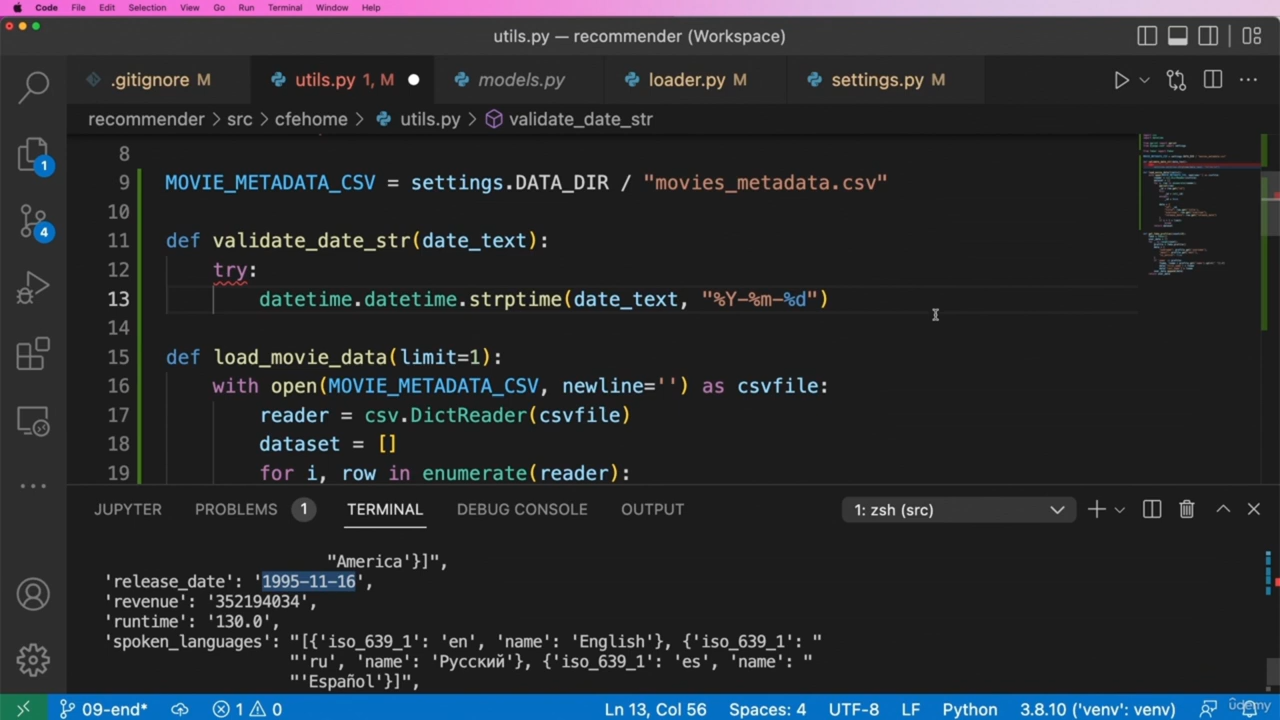 Code File Edit Selection View Go Run Terminal Window Help
utils.py — recommender (Workspace)
.gitignore M utils.py 1, M models.py loader.py M settings.py M
recommender > src > cfehome > utils.py > validate_date_str
8
9 MOVIE_METADATA_CSV = settings.DATA_DIR / "movies_metadata.csv"
10
11 def validate_date_str(date_text):
12 try:
13 datetime.datetime.strptime(date_text, "%Y-%m-%d")
14
15 def load_movie_data(limit=1):
16 with open(MOVIE_METADATA_CSV, newline='') as csvfile:
17 reader = csv.DictReader(csvfile)
18 dataset = []
19 for i, row in enumerate(reader):
1
4
JUPYTER PROBLEMS 1 TERMINAL DEBUG CONSOLE OUTPUT 1: zsh (src)
"America'}]",
'release_date': '1995-11-16',
'revenue': '352194034',
'runtime': '130.0',
'spoken_languages': "[{'iso_639_1': 'en', 'name': 'English'}, {'iso_639_1': "
"'ru', 'name': 'Pусский'}, {'iso_639_1': 'es', 'name': "
"'Español'}]",
09-end* 1 0 Ln 13, Col 56 Spaces: 4 UTF-8 LF Python 3.8.10 ('venv': venv)
ûdemy